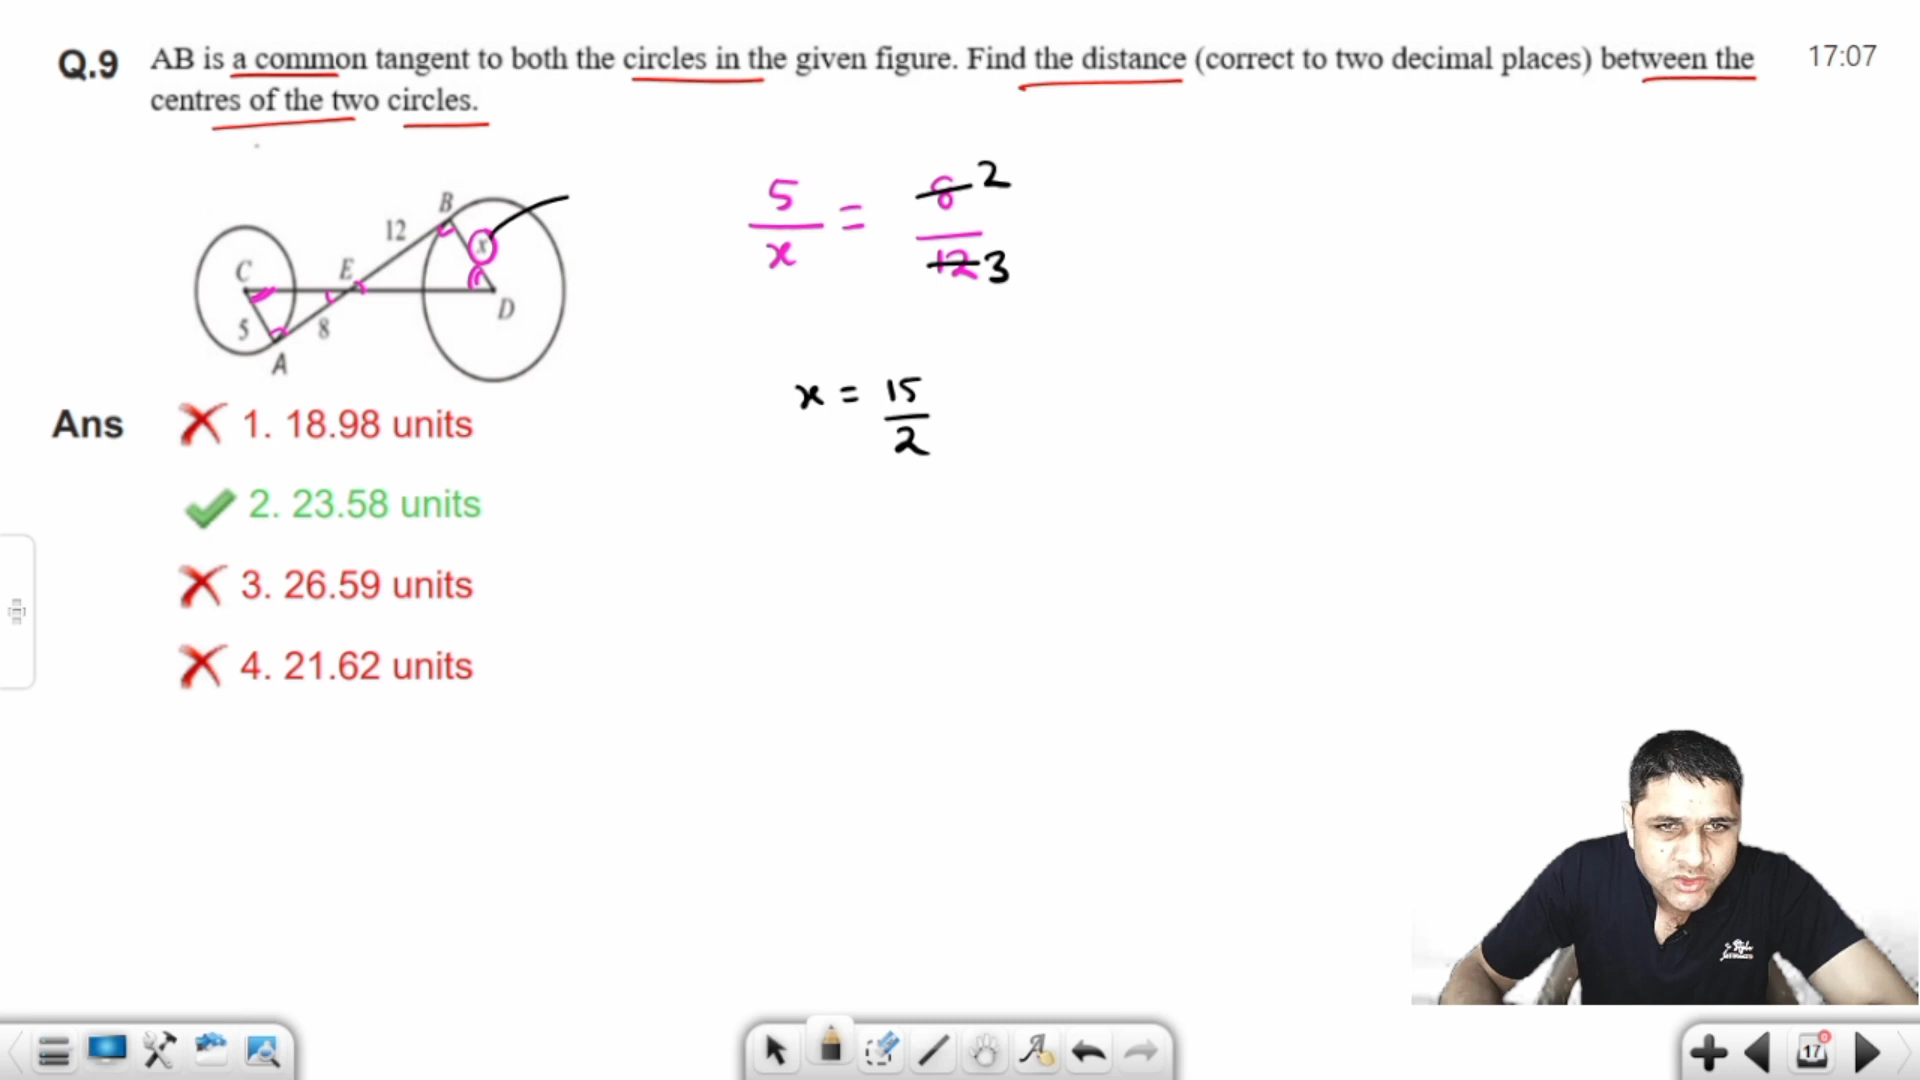 Q.9 AB is a common tangent to both the circles in the given figure. Find the distance (correct to two decimal places) between the 17:07
centres of the two circles.
B
12
x
C
E
D
5
8
A
5/x = 8/12 2 3
x = 15/2
Ans 1. 18.98 units
2. 23.58 units
3. 26.59 units
4. 21.62 units
17
0